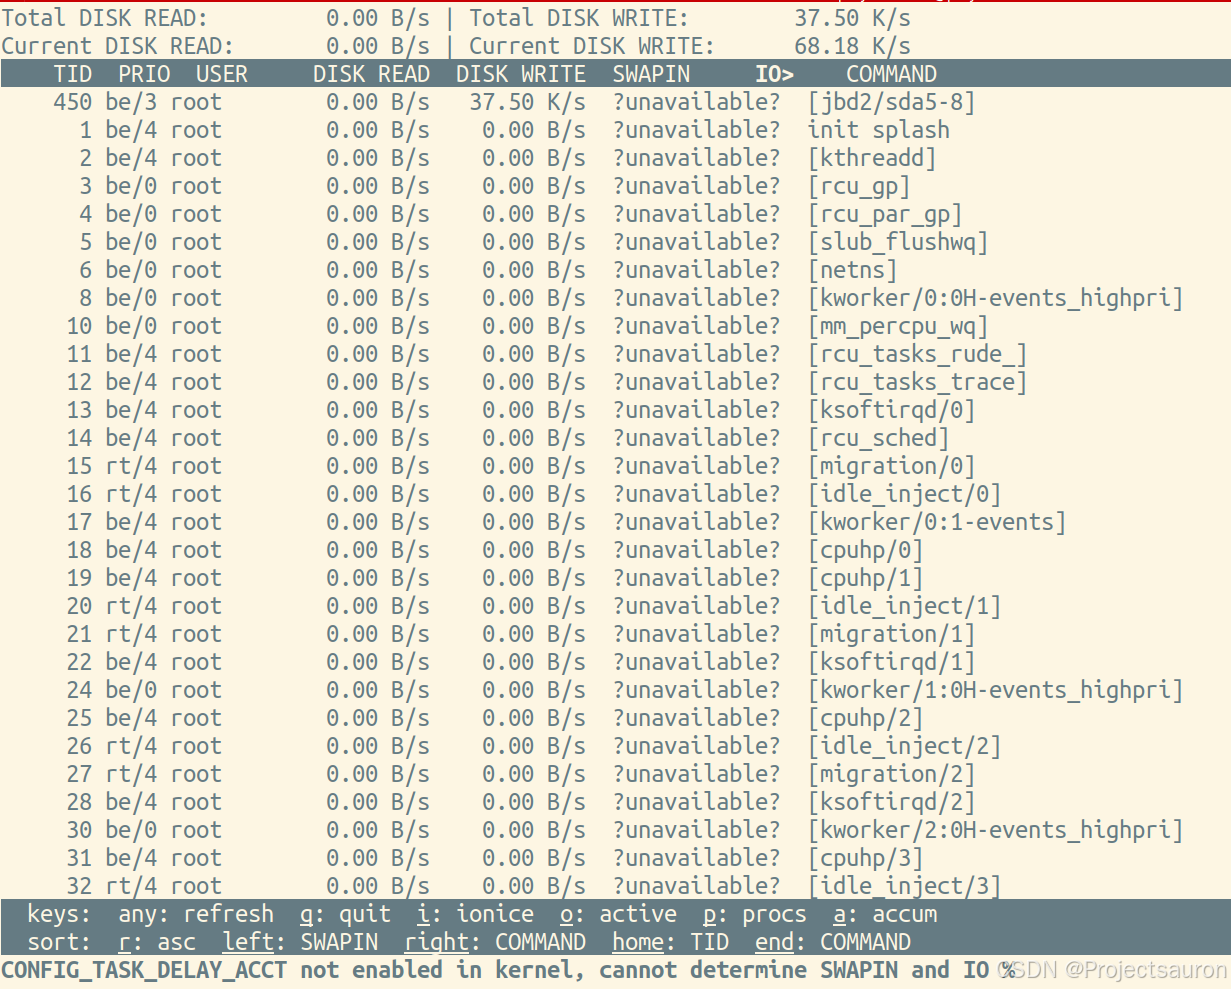 Total DISK READ:         0.00 B/s | Total DISK WRITE:        37.50 K/s
Current DISK READ:       0.00 B/s | Current DISK WRITE:      68.18 K/s
    TID  PRIO  USER     DISK READ  DISK WRITE  SWAPIN     IO>    COMMAND
    450 be/3 root        0.00 B/s   37.50 K/s  ?unavailable?  [jbd2/sda5-8]
      1 be/4 root        0.00 B/s    0.00 B/s  ?unavailable?  init splash
      2 be/4 root        0.00 B/s    0.00 B/s  ?unavailable?  [kthreadd]
      3 be/0 root        0.00 B/s    0.00 B/s  ?unavailable?  [rcu_gp]
      4 be/0 root        0.00 B/s    0.00 B/s  ?unavailable?  [rcu_par_gp]
      5 be/0 root        0.00 B/s    0.00 B/s  ?unavailable?  [slub_flushwq]
      6 be/0 root        0.00 B/s    0.00 B/s  ?unavailable?  [netns]
      8 be/0 root        0.00 B/s    0.00 B/s  ?unavailable?  [kworker/0:0H-events_highpri]
     10 be/0 root        0.00 B/s    0.00 B/s  ?unavailable?  [mm_percpu_wq]
     11 be/4 root        0.00 B/s    0.00 B/s  ?unavailable?  [rcu_tasks_rude_]
     12 be/4 root        0.00 B/s    0.00 B/s  ?unavailable?  [rcu_tasks_trace]
     13 be/4 root        0.00 B/s    0.00 B/s  ?unavailable?  [ksoftirqd/0]
     14 be/4 root        0.00 B/s    0.00 B/s  ?unavailable?  [rcu_sched]
     15 rt/4 root        0.00 B/s    0.00 B/s  ?unavailable?  [migration/0]
     16 rt/4 root        0.00 B/s    0.00 B/s  ?unavailable?  [idle_inject/0]
     17 be/4 root        0.00 B/s    0.00 B/s  ?unavailable?  [kworker/0:1-events]
     18 be/4 root        0.00 B/s    0.00 B/s  ?unavailable?  [cpuhp/0]
     19 be/4 root        0.00 B/s    0.00 B/s  ?unavailable?  [cpuhp/1]
     20 rt/4 root        0.00 B/s    0.00 B/s  ?unavailable?  [idle_inject/1]
     21 rt/4 root        0.00 B/s    0.00 B/s  ?unavailable?  [migration/1]
     22 be/4 root        0.00 B/s    0.00 B/s  ?unavailable?  [ksoftirqd/1]
     24 be/0 root        0.00 B/s    0.00 B/s  ?unavailable?  [kworker/1:0H-events_highpri]
     25 be/4 root        0.00 B/s    0.00 B/s  ?unavailable?  [cpuhp/2]
     26 rt/4 root        0.00 B/s    0.00 B/s  ?unavailable?  [idle_inject/2]
     27 rt/4 root        0.00 B/s    0.00 B/s  ?unavailable?  [migration/2]
     28 be/4 root        0.00 B/s    0.00 B/s  ?unavailable?  [ksoftirqd/2]
     30 be/0 root        0.00 B/s    0.00 B/s  ?unavailable?  [kworker/2:0H-events_highpri]
     31 be/4 root        0.00 B/s    0.00 B/s  ?unavailable?  [cpuhp/3]
     32 rt/4 root        0.00 B/s    0.00 B/s  ?unavailable?  [idle_inject/3]
  keys:  any: refresh  q: quit  i: ionice  o: active  p: procs  a: accum
  sort:  r: asc  left: SWAPIN  right: COMMAND  home: TID  end: COMMAND
CONFIG_TASK_DELAY_ACCT not enabled in kernel, cannot determine SWAPIN and IO %
CSDN @Projectsauron